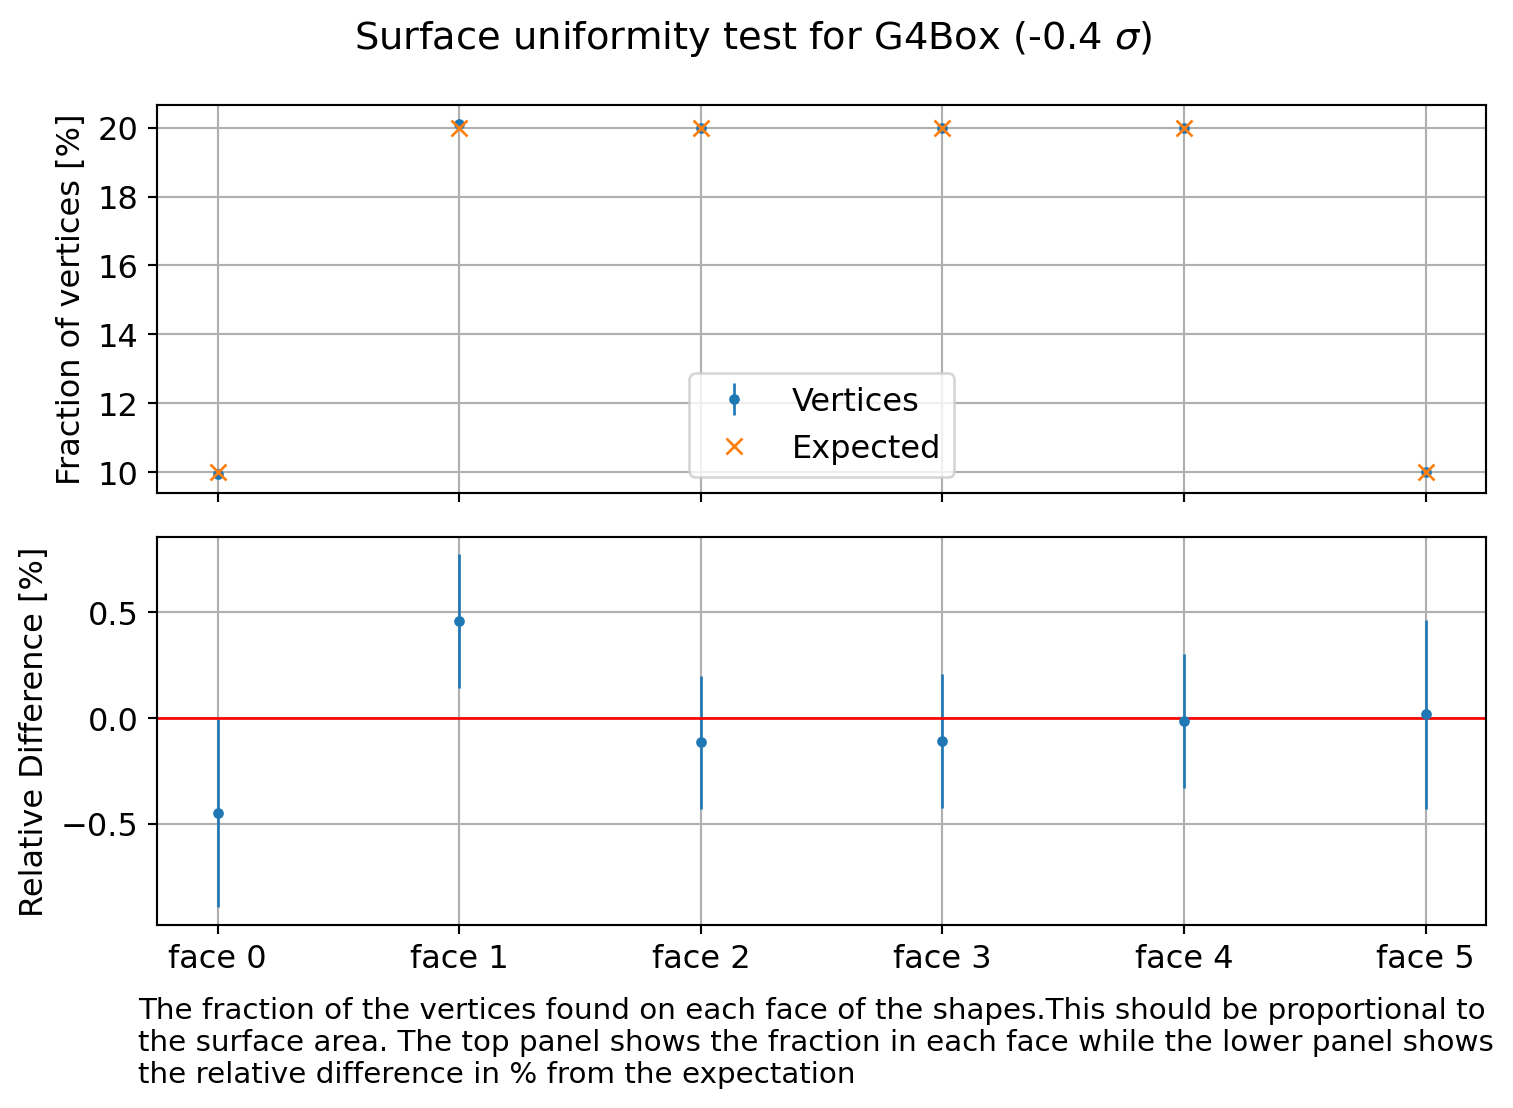 Surface uniformity test for G4Box (-0.4 σ)
Fraction of vertices [%]
20
18
16
14
12
10
Vertices
Expected
Relative Difference [%]
0.5
0.0
−0.5
face 0
face 1
face 2
face 3
face 4
face 5
The fraction of the vertices found on each face of the shapes.This should be proportional to
the surface area. The top panel shows the fraction in each face while the lower panel shows
the relative difference in % from the expectation